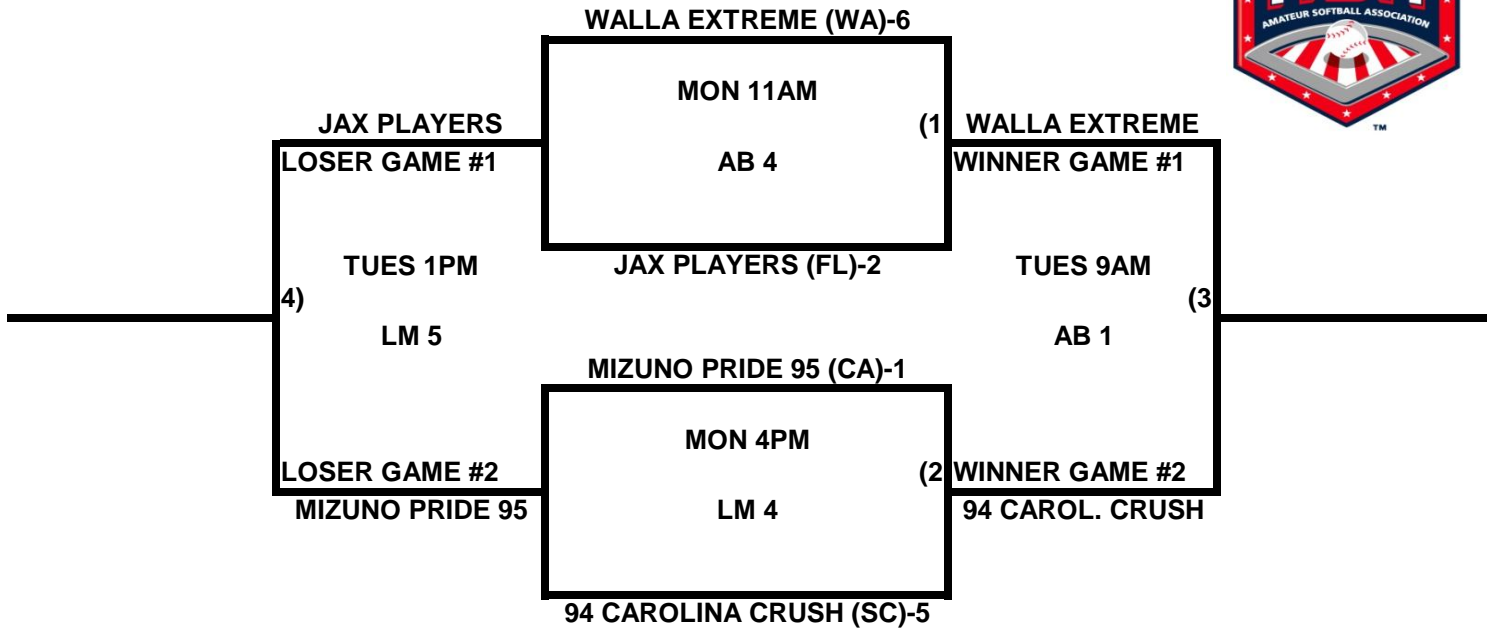 WALLA EXTREME (WA)-6
AMATEUR SOFTBALL ASSOCIATION
TM
MON 11AM
JAX PLAYERS
(1
WALLA EXTREME
LOSER GAME #1
AB 4
WINNER GAME #1
TUES 1PM
JAX PLAYERS (FL)-2
TUES 9AM
4)
(3
LM 5
AB 1
MIZUNO PRIDE 95 (CA)-1
MON 4PM
LOSER GAME #2
(2
WINNER GAME #2
MIZUNO PRIDE 95
LM 4
94 CAROL. CRUSH
94 CAROLINA CRUSH (SC)-5